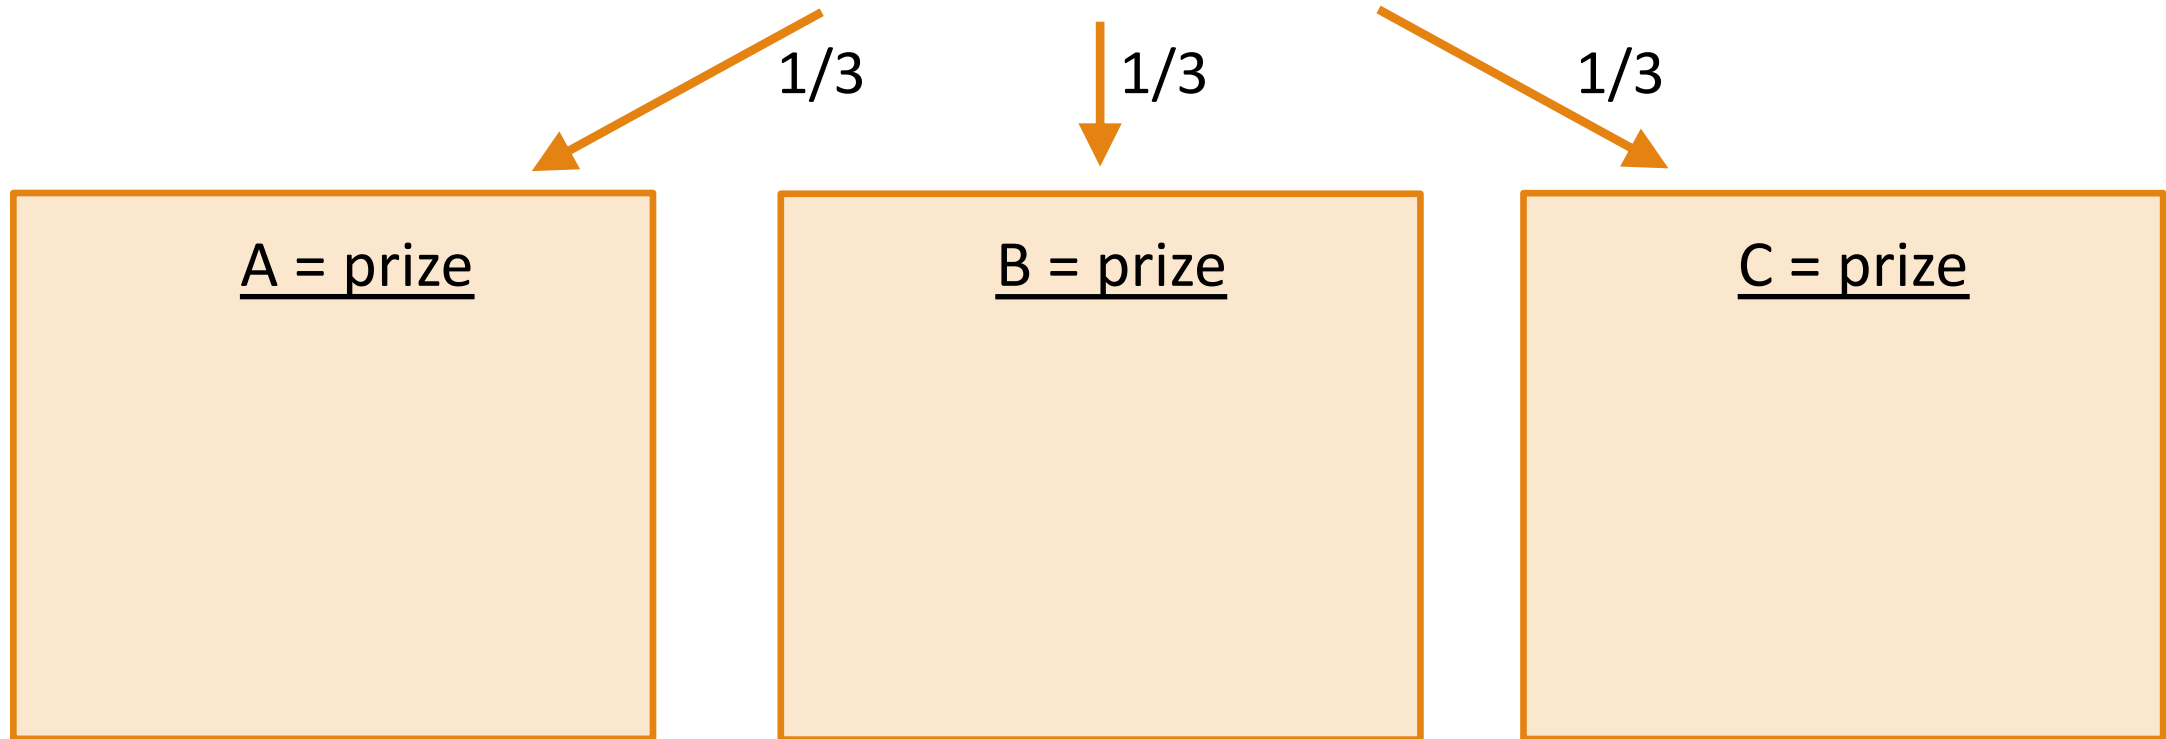 1/3 1/3 1/3
A = prize
B = prize
C = prize